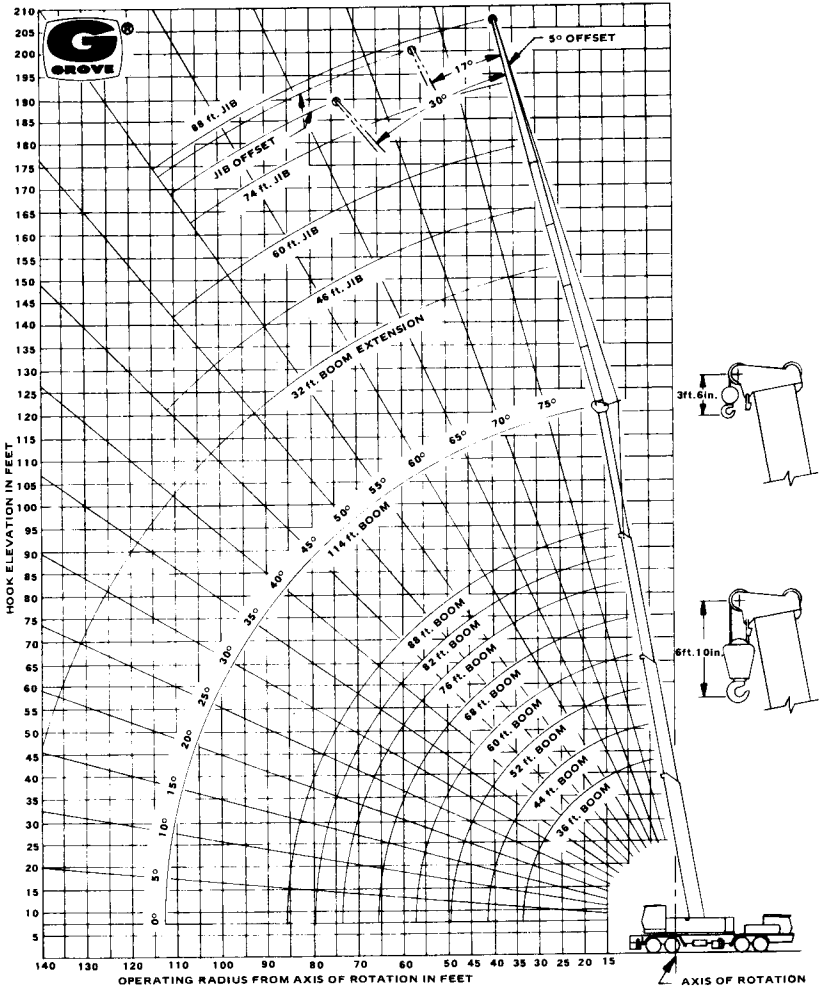 210
205
200
195
190
185
180
175
170
165
160
155
150
145
140
135
130
125
120
115
110
105
100
95
90
85
80
75
70
65
60
55
50
45
40
35
30
25
20
15
10
5
HOOK ELEVATION IN FEET
G
GROVE
®
5° OFFSET
17°
30°
88 ft. JIB
JIB OFFSET
74 ft. JIB
60 ft. JIB
46 ft. JIB
32 ft. BOOM EXTENSION
114 ft. BOOM
75°
70°
65°
60°
55°
50°
45°
40°
35°
30°
25°
20°
15°
10°
5°
0°
88 ft. BOOM
82 ft. BOOM
76 ft. BOOM
68 ft. BOOM
60 ft. BOOM
52 ft. BOOM
44 ft. BOOM
36 ft. BOOM
3ft.6in.
6ft.10in.
140 130 120 110 100 90 80 70 60 57 50 45 40 35 30 25 20 15
OPERATING RADIUS FROM AXIS OF ROTATION IN FEET
AXIS OF ROTATION